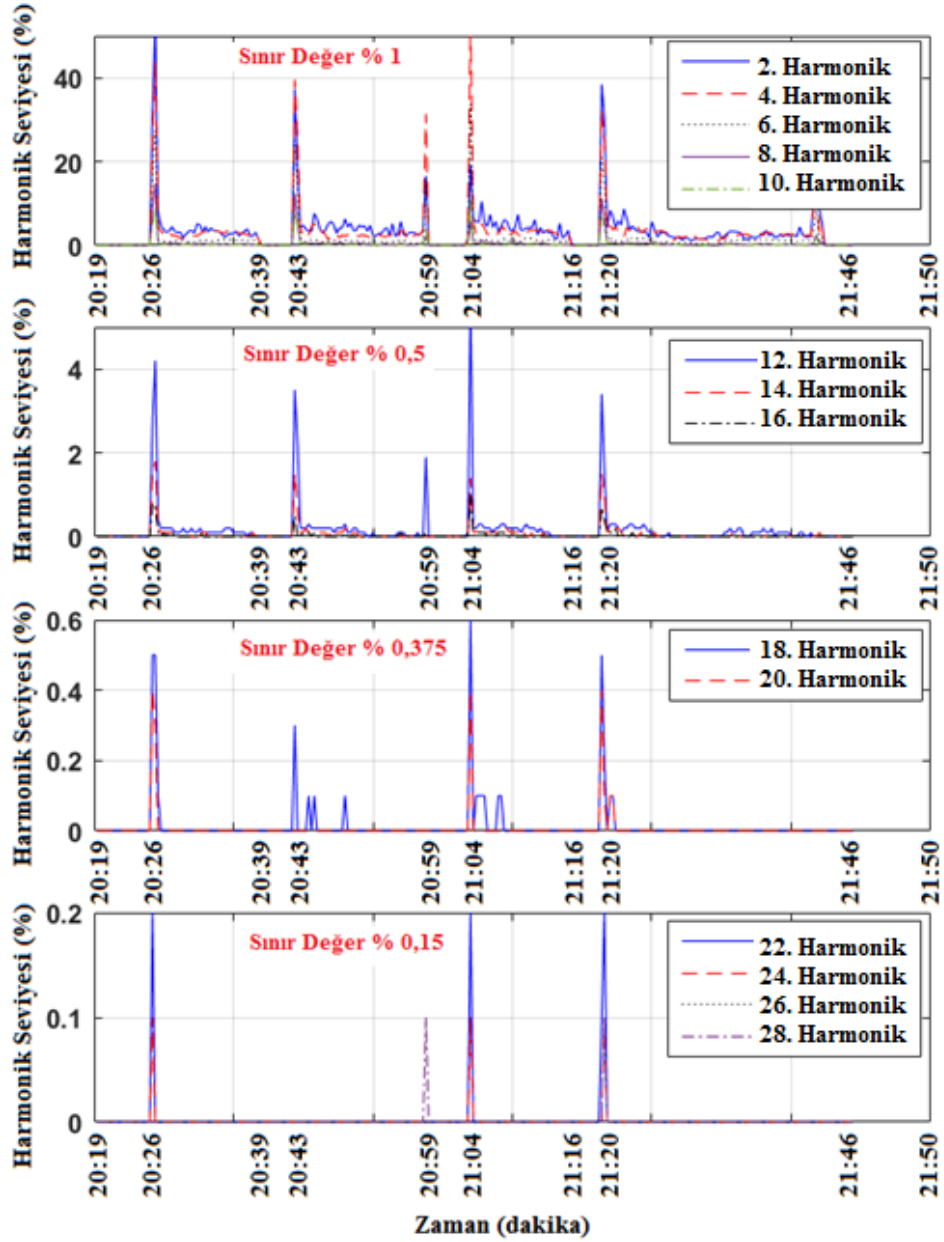 Harmonik Seviyesi (%)
Sınır Değer % 1
2. Harmonik
4. Harmonik
6. Harmonik
8. Harmonik
10. Harmonik
40
20
0
20:19
20:26
20:39
20:43
20:59
21:04
21:16
21:20
21:46
21:50
Harmonik Seviyesi (%)
Sınır Değer % 0,5
12. Harmonik
14. Harmonik
16. Harmonik
4
2
0
20:19
20:26
20:39
20:43
20:59
21:04
21:16
21:20
21:46
21:50
Harmonik Seviyesi (%)
Sınır Değer % 0,375
18. Harmonik
20. Harmonik
0.6
0.4
0.2
0
20:19
20:26
20:39
20:43
20:59
21:04
21:16
21:20
21:46
21:50
Harmonik Seviyesi (%)
Sınır Değer % 0,15
22. Harmonik
24. Harmonik
26. Harmonik
28. Harmonik
0.2
0.1
0
20:19
20:26
20:39
20:43
20:59
21:04
21:16
21:20
21:46
21:50
Zaman (dakika)